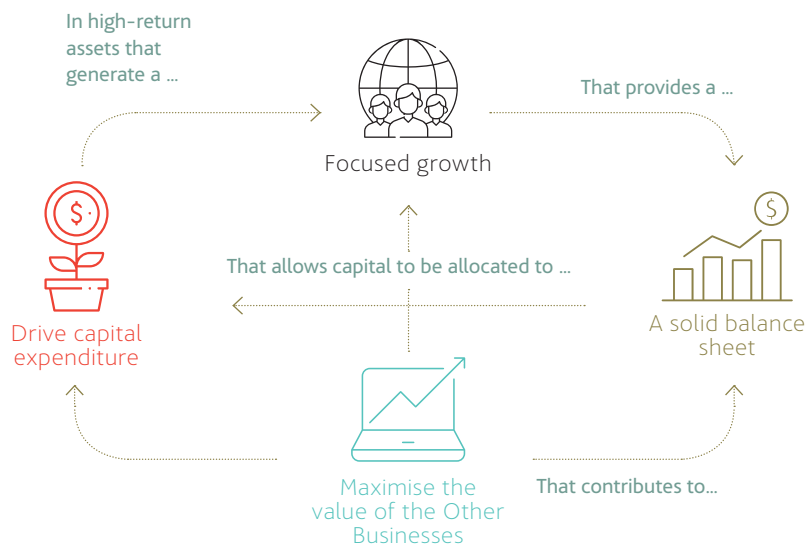 In high-return
assets that
generate a ...
That provides a ...
$
Focused growth
$
That allows capital to be allocated to ...
Drive capital
expenditure
A solid balance
sheet
Maximise the
value of the Other
Businesses
That contributes to...